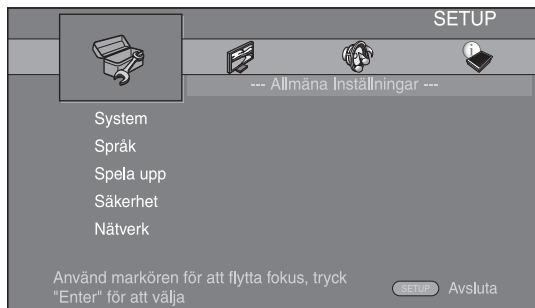 SETUP
--- Allmäna Inställningar ---
System
Språk
Spela upp
Säkerhet
Nätverk
Använd markören för att flytta fokus, tryck
"Enter" för att välja
SETUP Avsluta